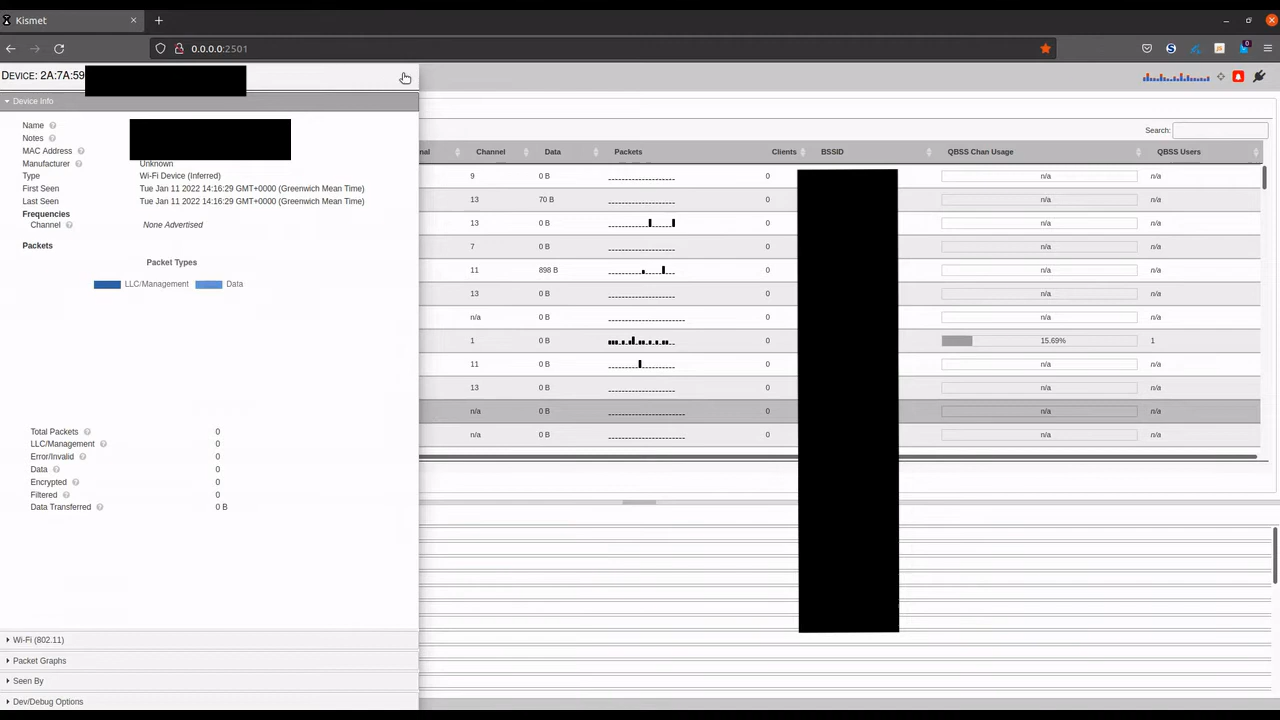 Kismet
0.0.0.0:2501
DEVICE: 2A:7A:59
Device Info
Name
Notes
MAC Address
Manufacturer Unknown
Type Wi-Fi Device (Inferred)
First Seen Tue Jan 11 2022 14:16:29 GMT+0000 (Greenwich Mean Time)
Last Seen Tue Jan 11 2022 14:16:29 GMT+0000 (Greenwich Mean Time)
Frequencies
Channel None Advertised
Packets
Packet Types
LLC/Management Data
Total Packets 0
LLC/Management 0
Error/Invalid 0
Data 0
Encrypted 0
Filtered 0
Data Transferred 0 B
Wi-Fi (802.11)
Packet Graphs
Seen By
Dev/Debug Options
Search:
nal Channel Data Packets Clients BSSID QBSS Chan Usage QBSS Users
9 0 B 0 n/a n/a
13 70 B 0 n/a n/a
13 0 B 0 n/a n/a
7 0 B 0 n/a n/a
11 898 B 0 n/a n/a
13 0 B 0 n/a n/a
n/a 0 B 0 n/a n/a
1 0 B 0 15.69% 1
11 0 B 0 n/a n/a
13 0 B 0 n/a n/a
n/a 0 B 0 n/a n/a
n/a 0 B 0 n/a n/a